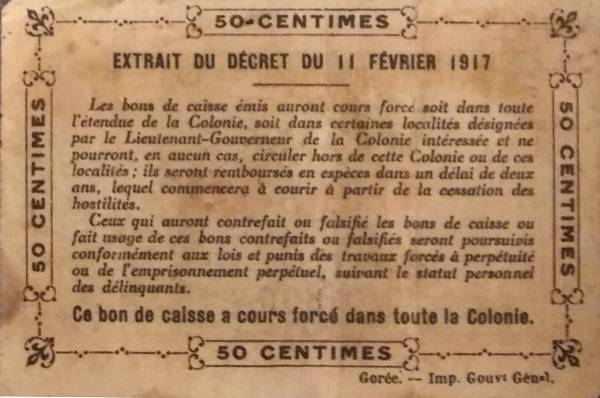 50-CENTIMES
EXTRAIT DU DÉCRET DU 11 FÉVRIER 1917
50 CENTIMES
Les bons de caisse émis auront cours forcé soit dans toute
l'étendue de la Colonie, soit dans certaines localités désignées
par le Lieutenant-Gouverneur de la Colonie intéressée et ne
pourront, en aucun cas, circuler hors de cette Colonie ou de ces
localités; ils seront remboursés en espèces dans un délai de deux
ans, lequel commencera à courir à partir de la cessation des
hostilités.
Ceux qui auront contrefait ou falsifié les bons de caisse ou
fait usage de ces bons contrefaits ou falsifiés seront poursuivis
conformément aux lois et punis des travaux forcés à perpétuité
ou de l'emprisonnement perpétuel, suivant le statut personnel
des délinquants.
Ce bon de caisse a cours forcé dans toute la Colonie.
50 CENTIMES
50 CENTIMES
Gorée. — Imp. Gouvt Génal.